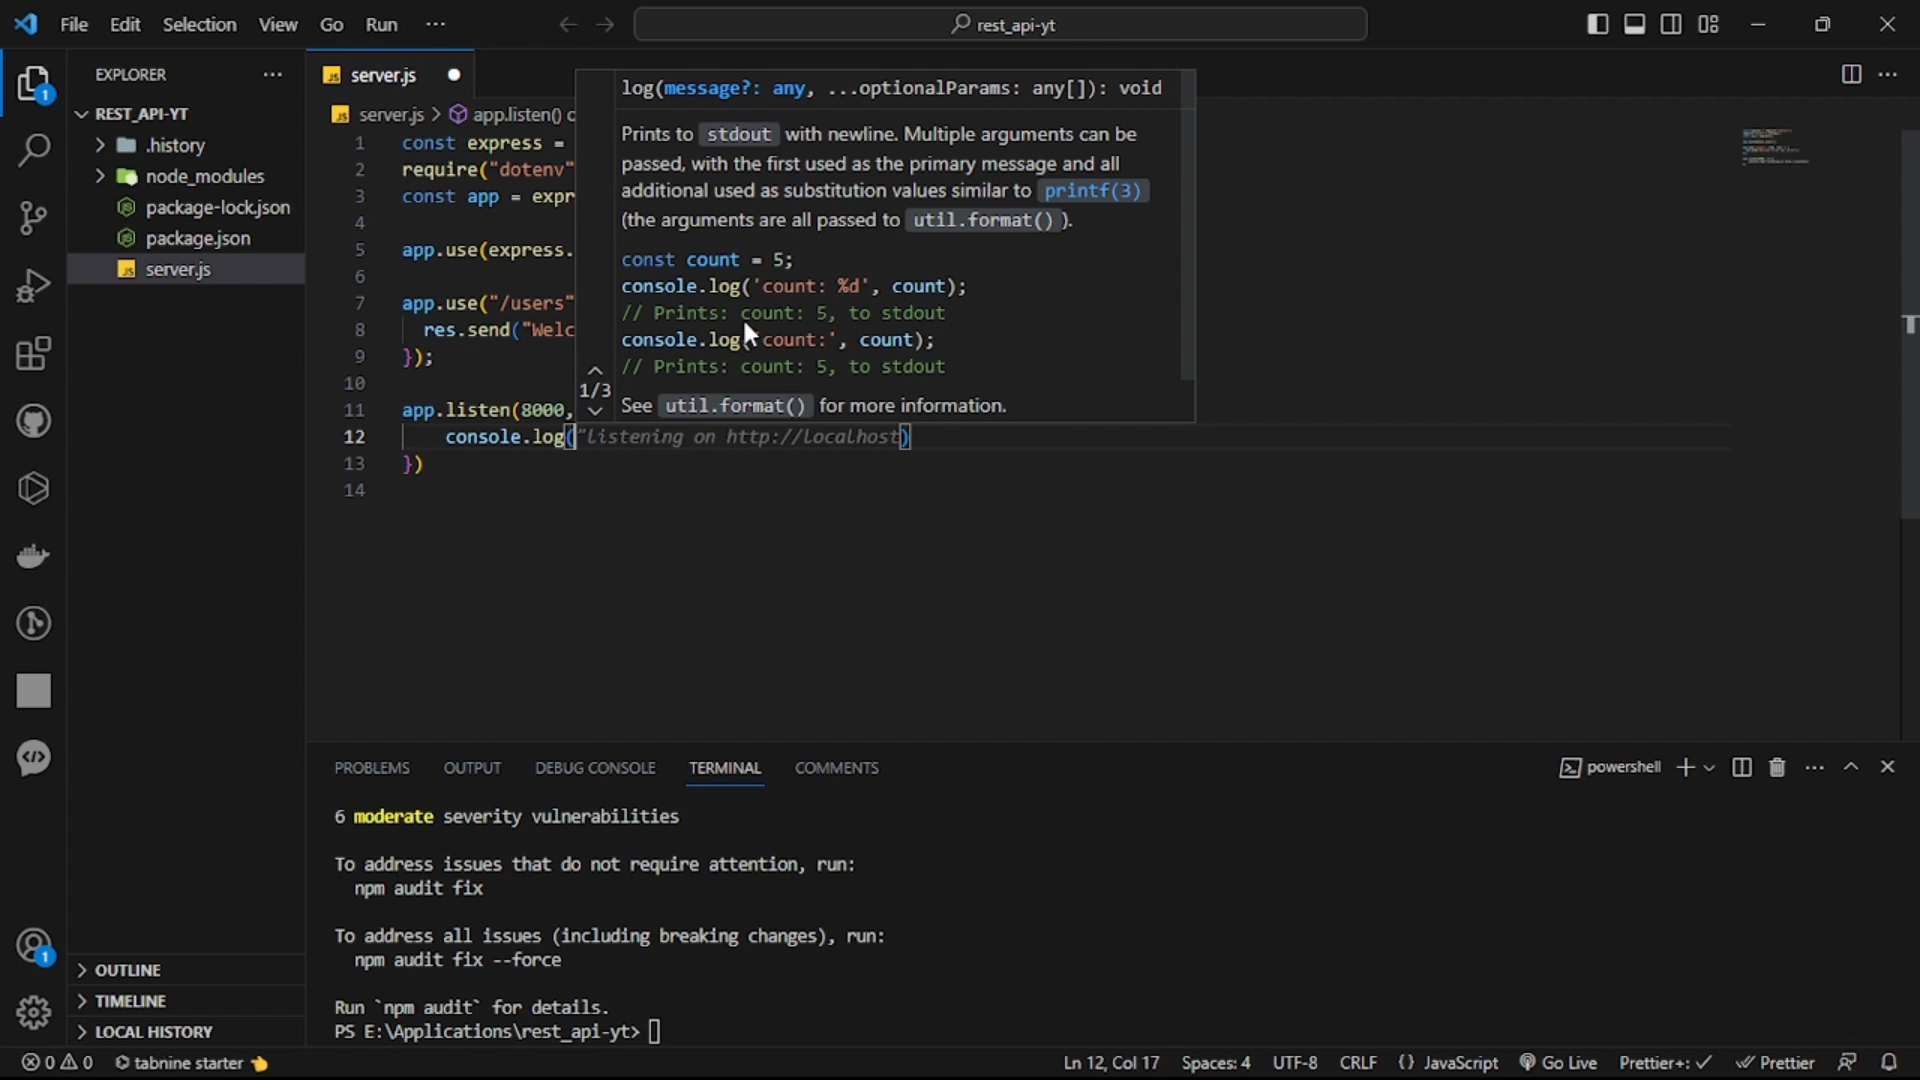 File Edit Selection View Go Run ···
rest_api-yt
EXPLORER ···
REST_API-YT
.history
node_modules
package-lock.json
package.json
server.js
OUTLINE
TIMELINE
LOCAL HISTORY
1
1
server.js
server.js > app.listen() c
1 const express =
2 require("dotenv"
3 const app = expr
4
5 app.use(express.
6
7 app.use("/users"
8 res.send("Welc
9 });
10
11 app.listen(8000,
12 console.log("listening on http://localhost)
13 })
14
log(message?: any, ...optionalParams: any[]): void
Prints to stdout with newline. Multiple arguments can be
passed, with the first used as the primary message and all
additional used as substitution values similar to printf(3)
(the arguments are all passed to util.format() ).
const count = 5;
console.log('count: %d', count);
// Prints: count: 5, to stdout
console.log('count:', count);
// Prints: count: 5, to stdout
1/3
See util.format() for more information.
PROBLEMS OUTPUT DEBUG CONSOLE TERMINAL COMMENTS
powershell
6 moderate severity vulnerabilities
To address issues that do not require attention, run:
npm audit fix
To address all issues (including breaking changes), run:
npm audit fix --force
Run `npm audit` for details.
PS E:\Applications\rest_api-yt>
0 0 tabnine starter
Ln 12, Col 17 Spaces: 4 UTF-8 CRLF {} JavaScript Go Live Prettier+: ✓ Prettier